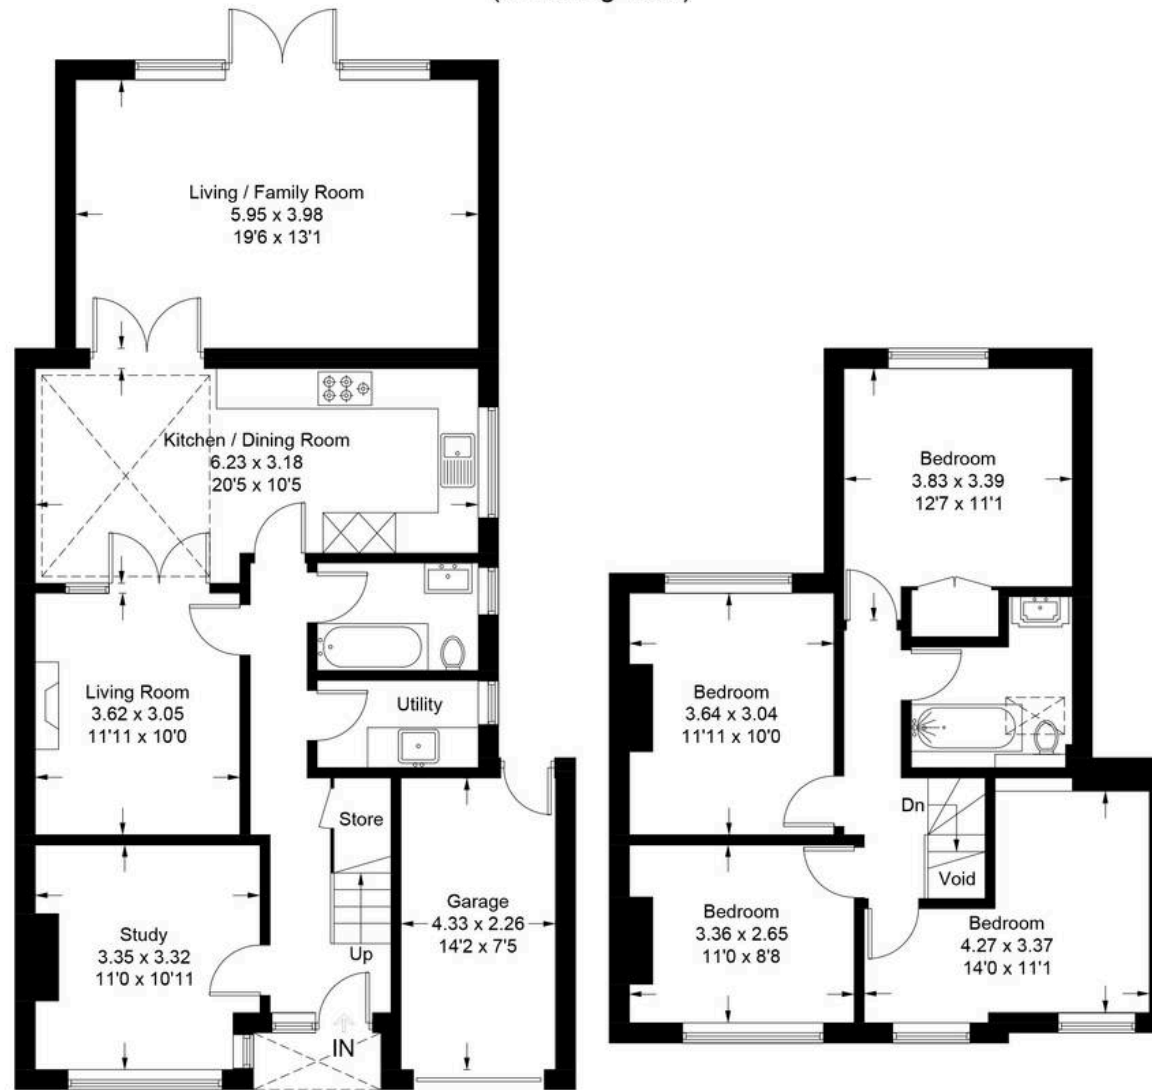 Living / Family Room
5.95 x 3.98
19'6 x 13'1
Kitchen / Dining Room
6.23 x 3.18
20'5 x 10'5
Living Room
3.62 x 3.05
11'11 x 10'0
Utility
Store
Study
3.35 x 3.32
11'0 x 10'11
Up
IN
Garage
4.33 x 2.26
14'2 x 7'5
Bedroom
3.83 x 3.39
12'7 x 11'1
Bedroom
3.64 x 3.04
11'11 x 10'0
Dn
Void
Bedroom
3.36 x 2.65
11'0 x 8'8
Bedroom
4.27 x 3.37
14'0 x 11'1